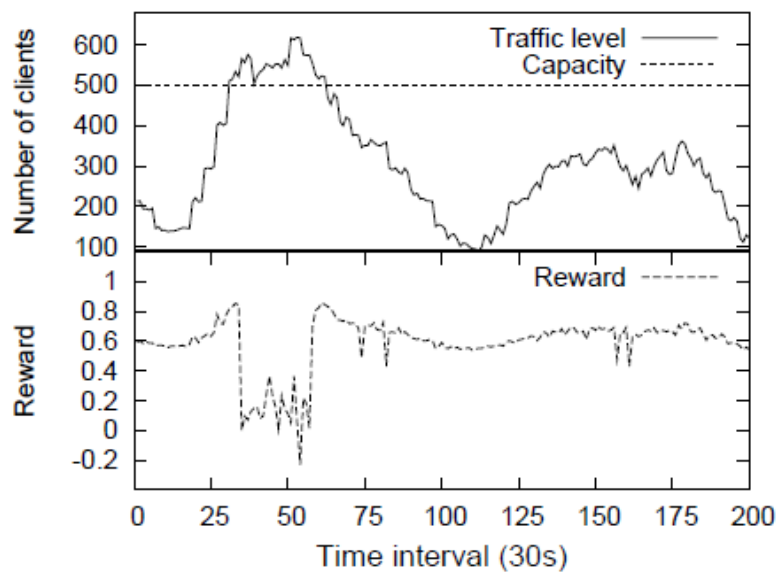 Number of clients
600
500
400
300
200
100
Traffic level
Capacity
Reward
1
0.8
0.6
0.4
0.2
0
-0.2
Reward
0 25 50 75 100 125 150 175 200
Time interval (30s)